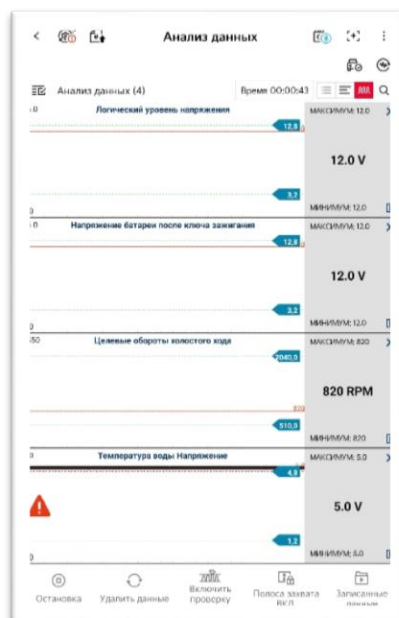 Анализ данных
Анализ данных (4)
Время 00:00:43
Логический уровень напряжения
МАКСИМУМ: 12.0
12,8
12.0 V
3,2
МИНИМУМ: 12.0
Напряжение батареи после ключа зажигания
МАКСИМУМ: 12.0
12,8
12.0 V
3,2
МИНИМУМ: 12.0
Целевые обороты холостого хода
МАКСИМУМ: 820
7040,0
820 RPM
820
510,0
МИНИМУМ: 820
Температура воды Напряжение
МАКСИМУМ: 5.0
4,9
5.0 V
1,2
МИНИМУМ: 5.0
Остановка
Удалить данные
Включить
проверку
Полоса захвата
ВКЛ
Записанные
данные